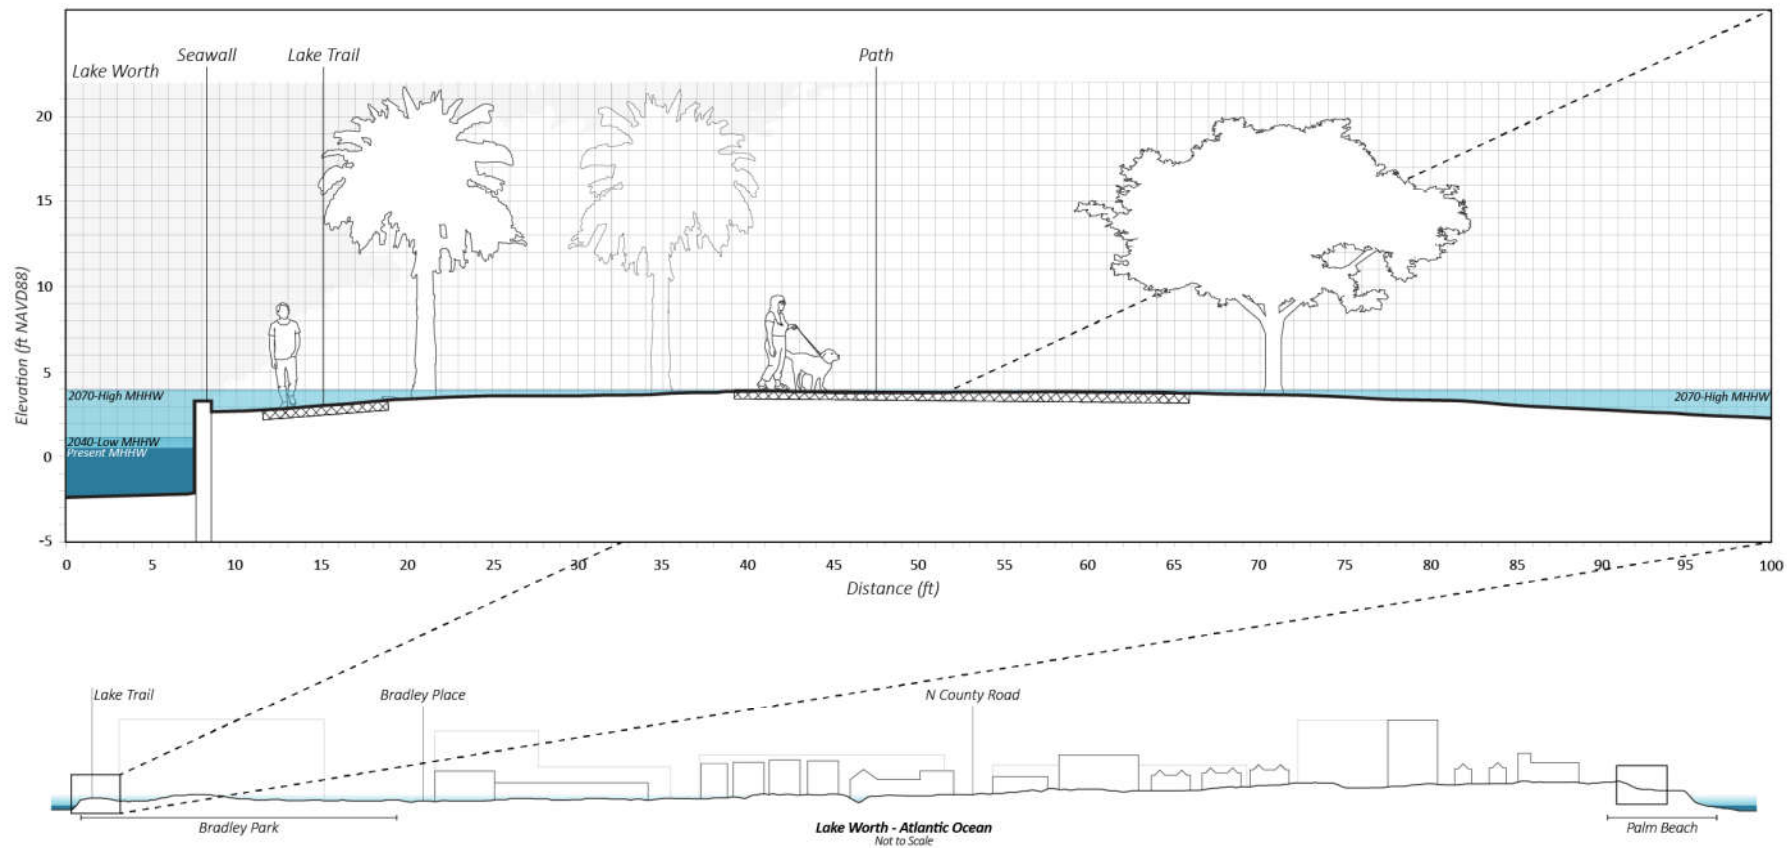 Seawall
Lake Trail
Path
Lake Worth
20
15
10
5
0
-5
Elevation (ft NAVD88)
2070-High MHHW
2070-High MHHW
2040-Low MHHW
Present MHHW
0 5 10 15 20 25 30 35 40 45 50 55 60 65 70 75 80 85 90 95 100
Distance (ft)
Lake Trail
Bradley Place
N County Road
Bradley Park
Lake Worth - Atlantic Ocean
Not to Scale
Palm Beach